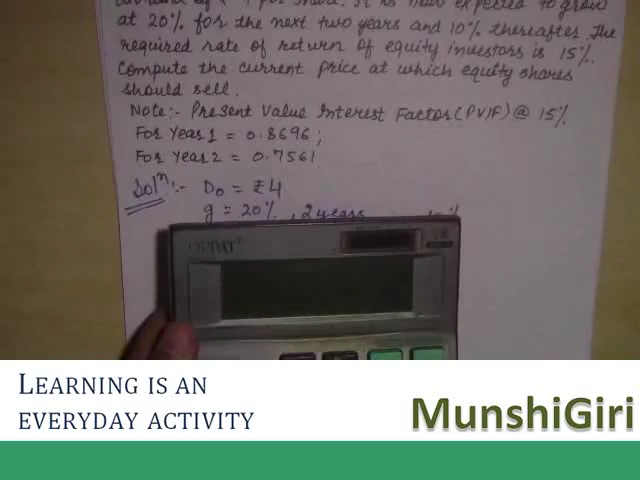 at 20% for the next two years and 10% thereafter. The
required rate of return of equity investors is 15%.
Compute the current price at which equity shares
should sell.
Note:- Present Value Interest Factor (PVIF) @ 15%
For Year 1 = 0.8696;
For Year 2 = 0.7561
Solⁿ:- D₀ = ₹4
g = 20%, 2 years
LEARNING IS AN
EVERYDAY ACTIVITY
MunshiGiri